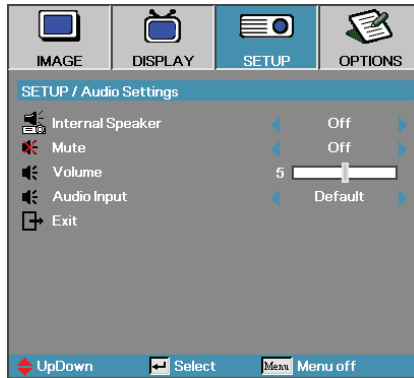 IMAGE DISPLAY SETUP OPTIONS
SETUP / Audio Settings
Internal Speaker Off
Mute Off
Volume 5
Audio Input Default
Exit
UpDown Select Menu Menu off